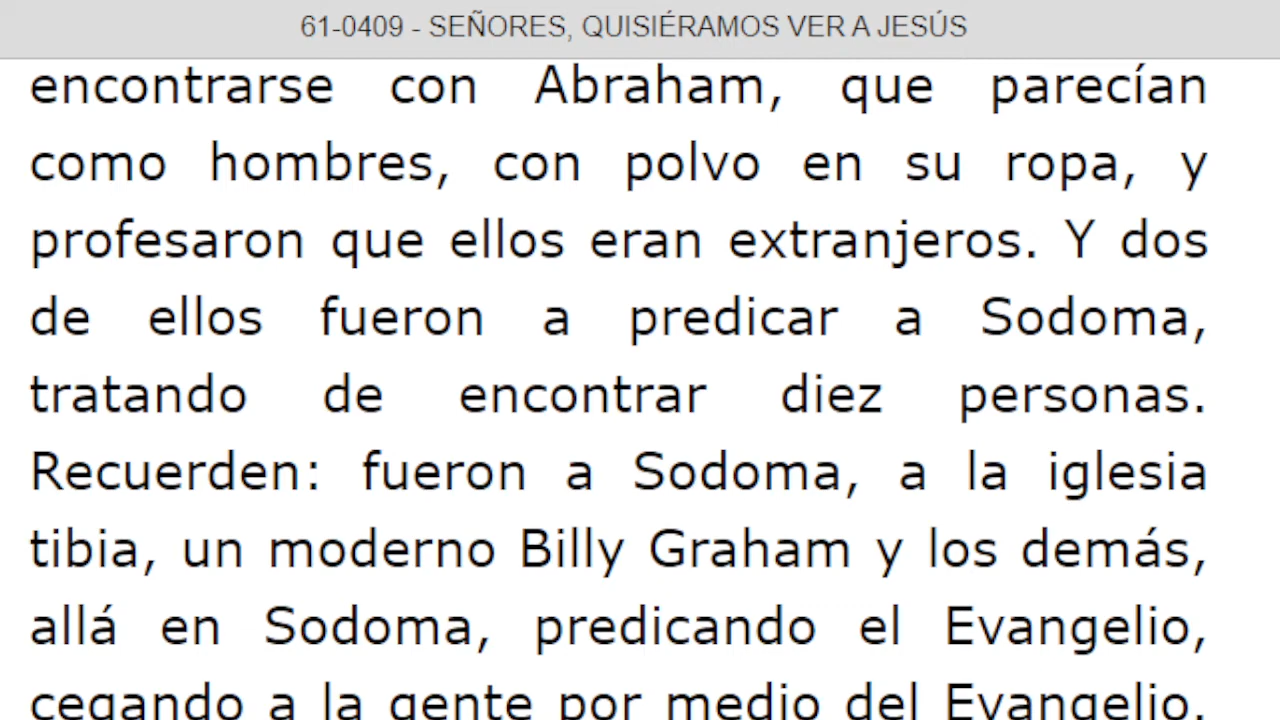 61-0409 - SEÑORES, QUISIÉRAMOS VER A JESÚS
encontrarse con Abraham, que parecían
como hombres, con polvo en su ropa, y
profesaron que ellos eran extranjeros. Y dos
de ellos fueron a predicar a Sodoma,
tratando de encontrar diez personas.
Recuerden: fueron a Sodoma, a la iglesia
tibia, un moderno Billy Graham y los demás,
allá en Sodoma, predicando el Evangelio,
cegando a la gente por medio del Evangelio.